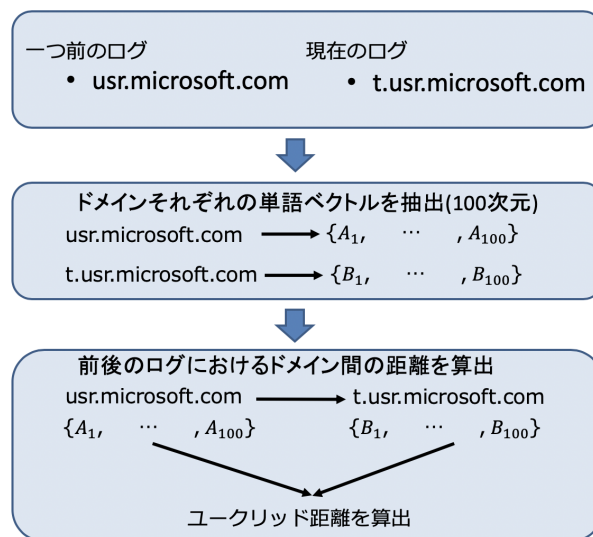 一つ前のログ 現在のログ
• usr.microsoft.com • t.usr.microsoft.com
ドメインそれぞれの単語ベクトルを抽出(100次元)
usr.microsoft.com {A₁, ⋯ , A₁₀₀}
t.usr.microsoft.com {B₁, ⋯ , B₁₀₀}
前後のログにおけるドメイン間の距離を算出
usr.microsoft.com t.usr.microsoft.com
{A₁, ⋯ , A₁₀₀} {B₁, ⋯ , B₁₀₀}
ユークリッド距離を算出